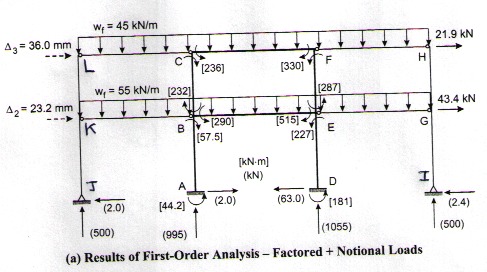 w_f = 45 kN/m
21.9 kN
Δ₃ = 36.0 mm
L
C
[236]
[330]
F
H
w_f = 55 kN/m
[232]
[287]
43.4 kN
Δ₂ = 23.2 mm
K
B
[290]
[515]
E
G
[57.5]
[227]
[kN·m]
(kN)
J
A
D
I
(2.0)
[44.2]
(2.0)
(63.0)
[181]
(2.4)
(500)
(995)
(1055)
(500)
(a) Results of First-Order Analysis – Factored + Notional Loads